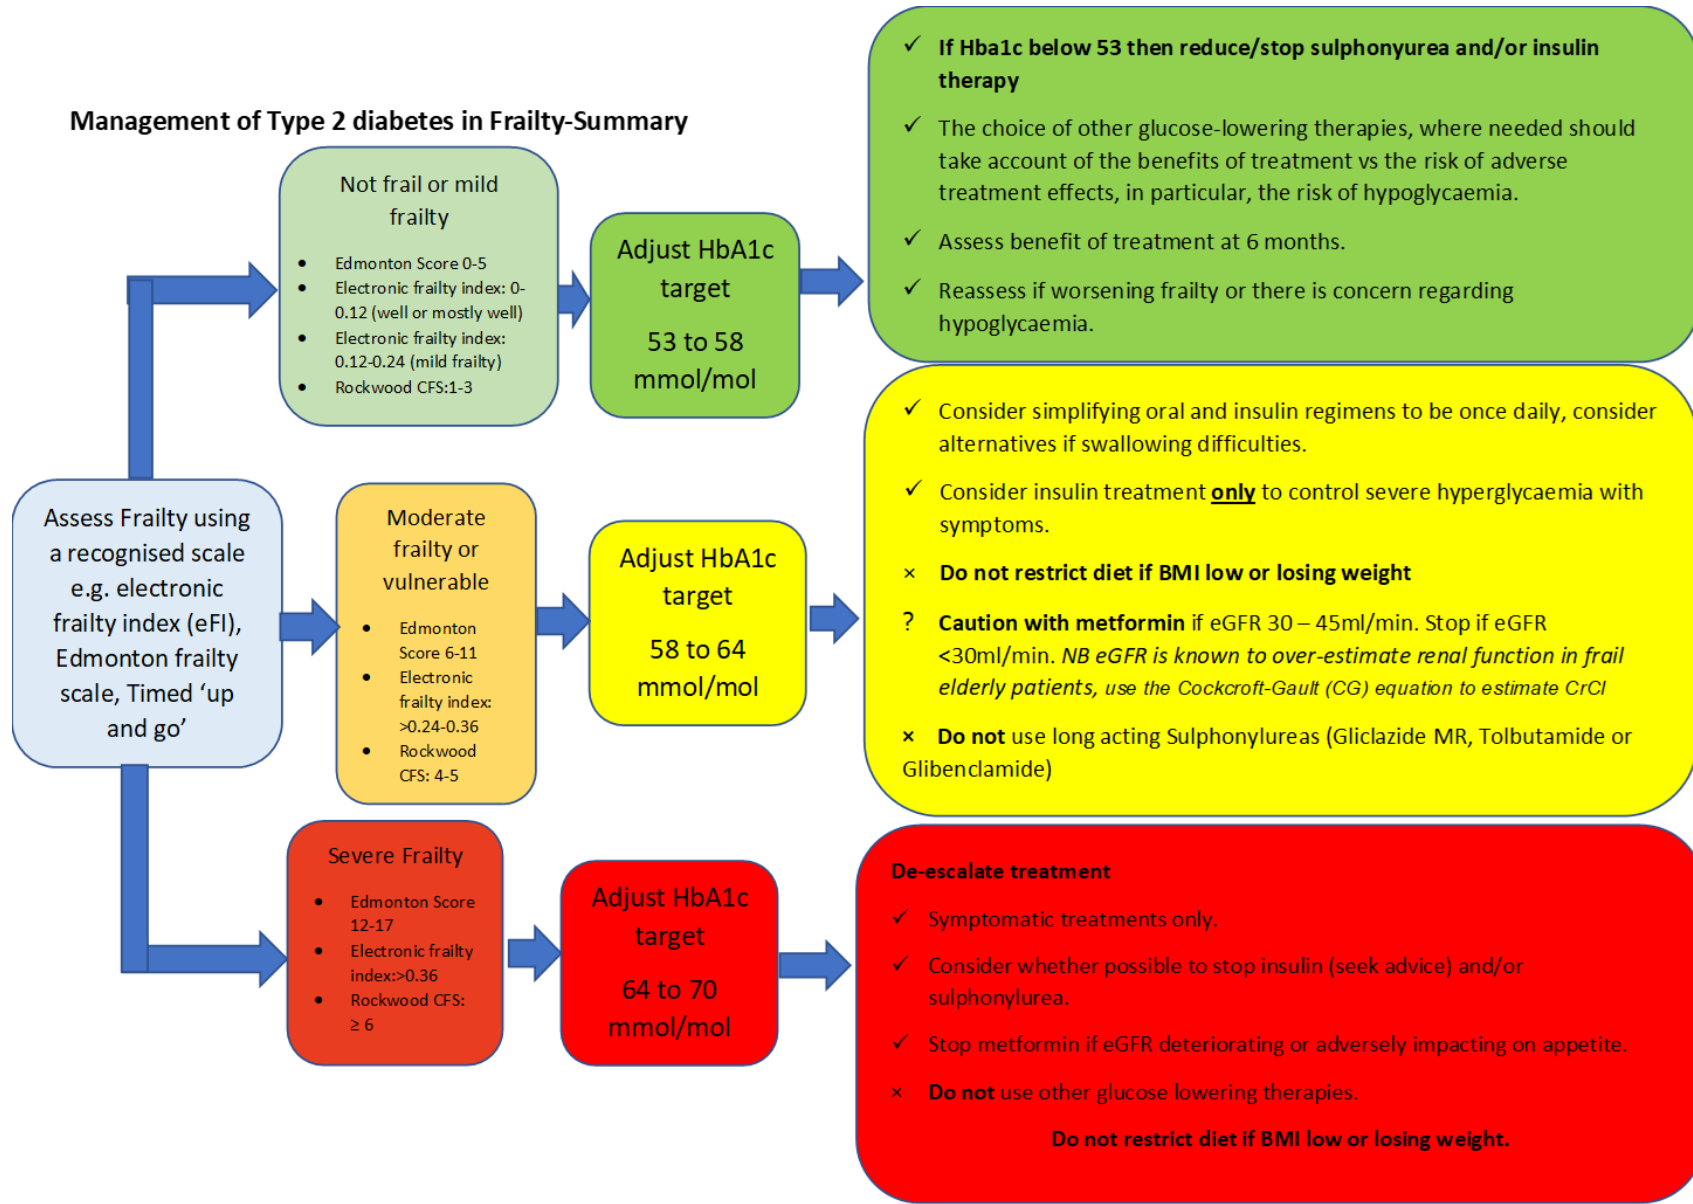 Management of Type 2 diabetes in Frailty-Summary
Assess Frailty using
a recognised scale
e.g. electronic
frailty index (eFI),
Edmonton frailty
scale, Timed ‘up
and go’
Not frail or mild
frailty
• Edmonton Score 0-5
• Electronic frailty index: 0-
0.12 (well or mostly well)
• Electronic frailty index:
0.12-0.24 (mild frailty)
• Rockwood CFS:1-3
Adjust HbA1c
target
53 to 58
mmol/mol
✓ If Hba1c below 53 then reduce/stop sulphonyurea and/or insulin
therapy
✓ The choice of other glucose-lowering therapies, where needed should
take account of the benefits of treatment vs the risk of adverse
treatment effects, in particular, the risk of hypoglycaemia.
✓ Assess benefit of treatment at 6 months.
✓ Reassess if worsening frailty or there is concern regarding
hypoglycaemia.
Moderate
frailty or
vulnerable
• Edmonton
Score 6-11
• Electronic
frailty index:
>0.24-0.36
• Rockwood
CFS: 4-5
Adjust HbA1c
target
58 to 64
mmol/mol
✓ Consider simplifying oral and insulin regimens to be once daily, consider
alternatives if swallowing difficulties.
✓ Consider insulin treatment only to control severe hyperglycaemia with
symptoms.
× Do not restrict diet if BMI low or losing weight
? Caution with metformin if eGFR 30 – 45ml/min. Stop if eGFR
<30ml/min. NB eGFR is known to over-estimate renal function in frail
elderly patients, use the Cockcroft-Gault (CG) equation to estimate CrCl
× Do not use long acting Sulphonylureas (Gliclazide MR, Tolbutamide or
Glibenclamide)
Severe Frailty
• Edmonton Score
12-17
• Electronic frailty
index:>0.36
• Rockwood CFS:
≥ 6
Adjust HbA1c
target
64 to 70
mmol/mol
De-escalate treatment
✓ Symptomatic treatments only.
✓ Consider whether possible to stop insulin (seek advice) and/or
sulphonylurea.
✓ Stop metformin if eGFR deteriorating or adversely impacting on appetite.
× Do not use other glucose lowering therapies.
Do not restrict diet if BMI low or losing weight.